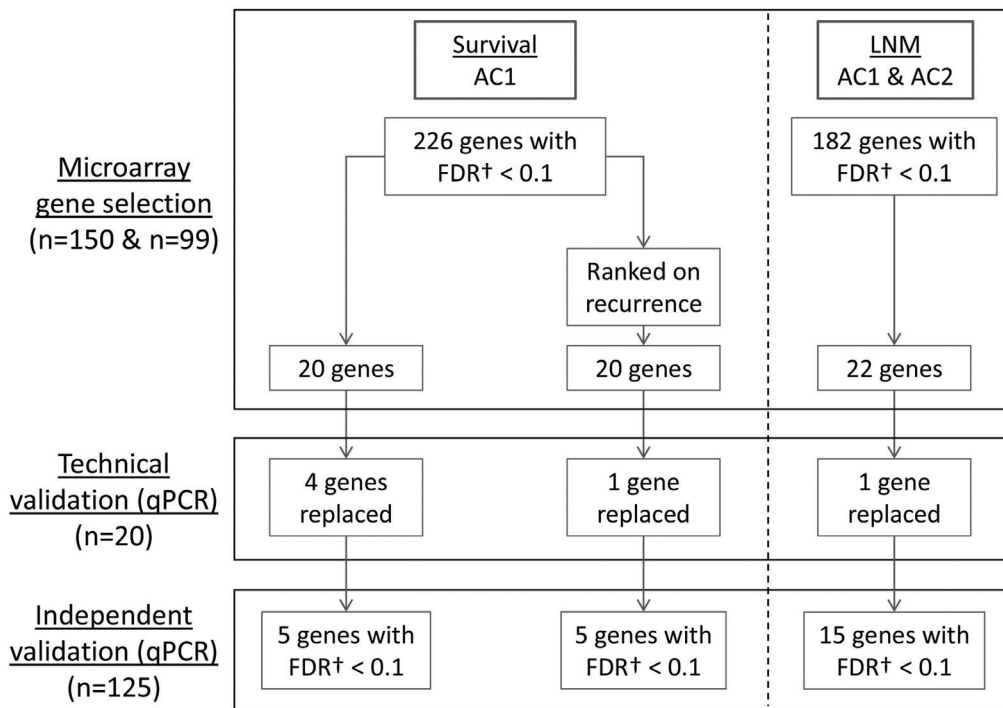 Survival
AC1
LNM
AC1 & AC2
Microarray
gene selection
(n=150 & n=99)
226 genes with
FDR† < 0.1
182 genes with
FDR† < 0.1
Ranked on
recurrence
20 genes
20 genes
22 genes
Technical
validation (qPCR)
(n=20)
4 genes
replaced
1 gene
replaced
1 gene
replaced
Independent
validation (qPCR)
(n=125)
5 genes with
FDR† < 0.1
5 genes with
FDR† < 0.1
15 genes with
FDR† < 0.1